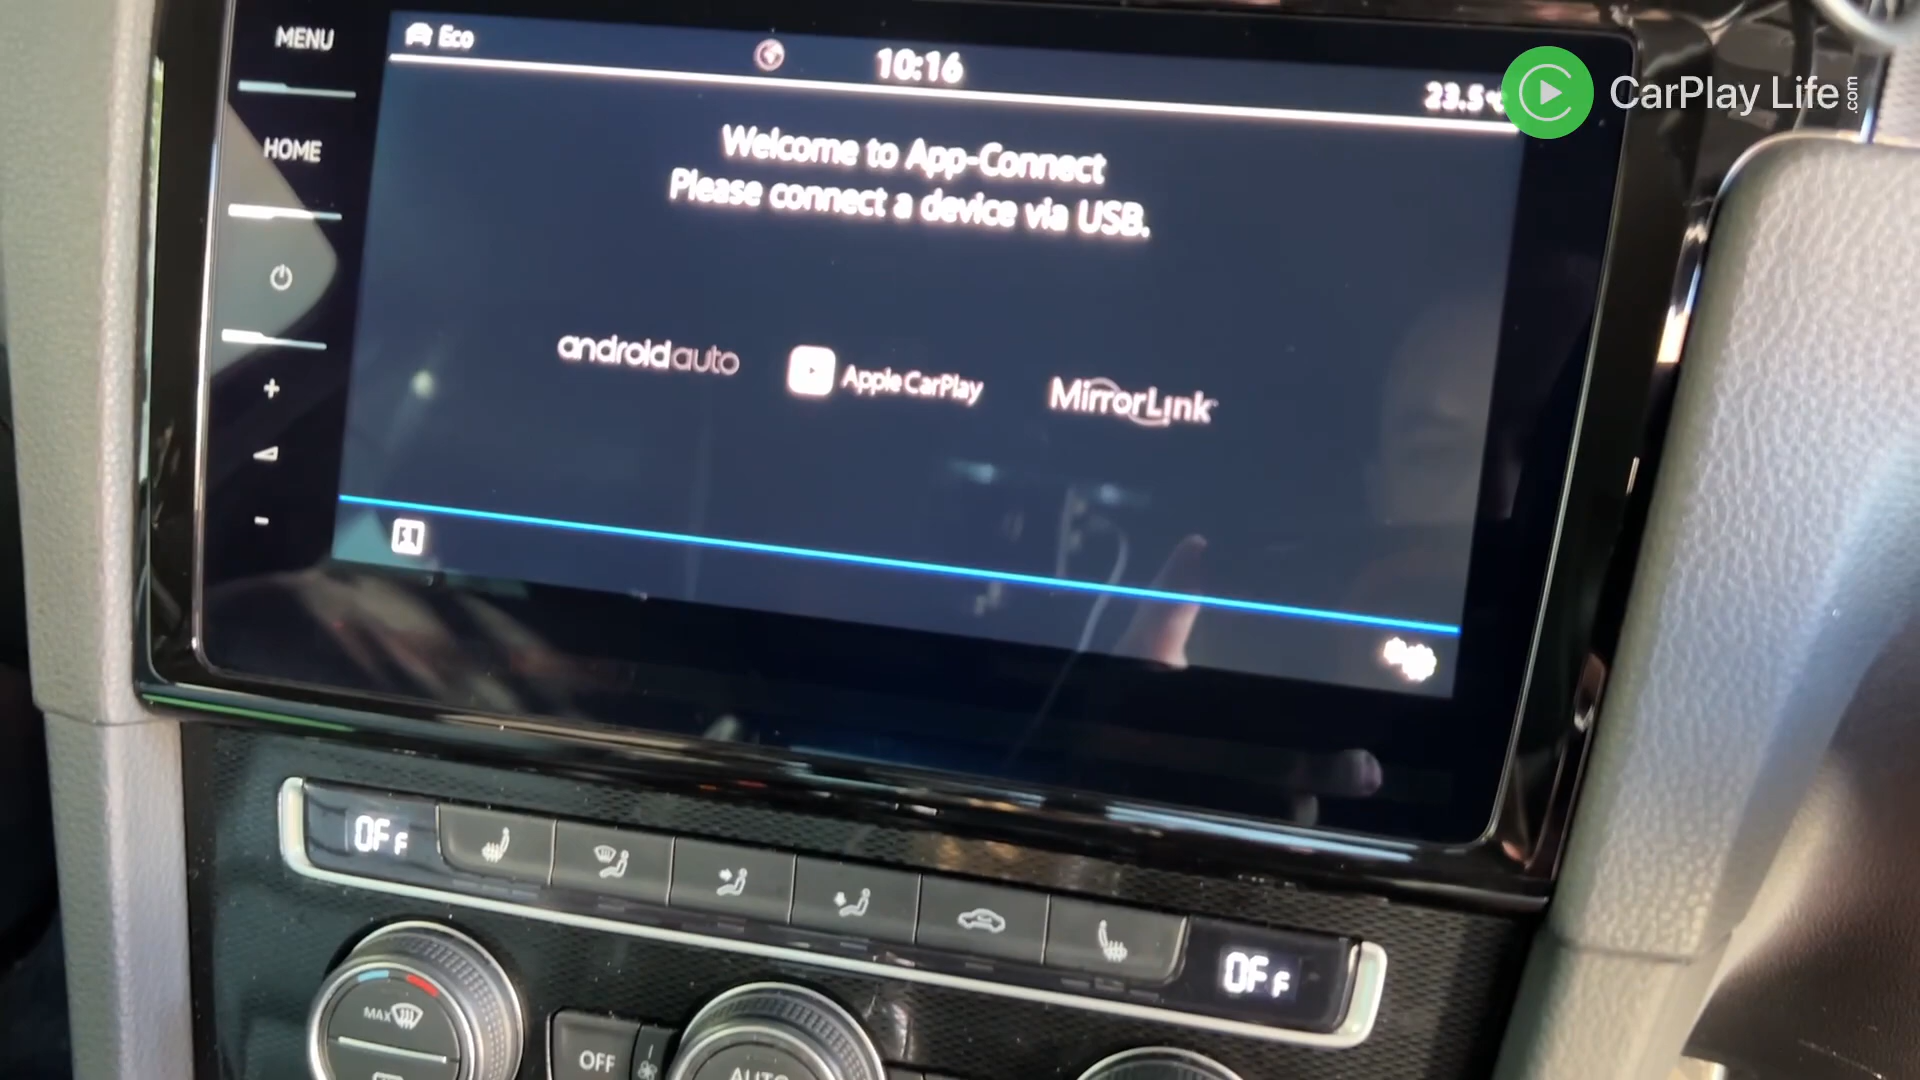 MENU
HOME
Eco
10:16
23.5°
CarPlay Life.com
Welcome to App-Connect
Please connect a device via USB.
androidauto
Apple CarPlay
MirrorLink
OFF
OFF
MAX
OFF
AUTO